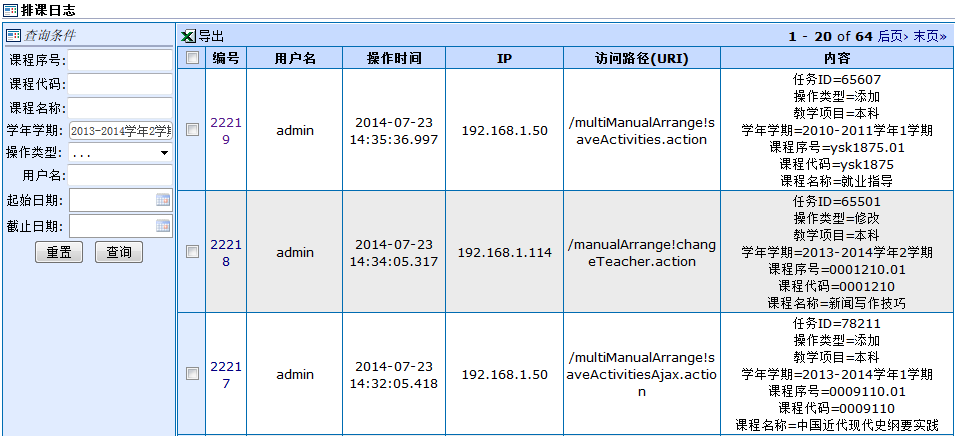 排课日志
查询条件
课程序号:
课程代码:
课程名称:
学年学期: 2013-2014学年2学期
操作类型: ...
用户名:
起始日期:
截止日期:
重置 查询
导出 1 - 20 of 64 后页› 末页»
编号 用户名 操作时间 IP 访问路径(URI) 内容
2221
9
admin
2014-07-23
14:35:36.997
192.168.1.50
/multiManualArrange!s
aveActivities.action
任务ID=65607
操作类型=添加
教学项目=本科
学年学期=2010-2011学年1学期
课程序号=ysk1875.01
课程代码=ysk1875
课程名称=就业指导
2221
8
admin
2014-07-23
14:34:05.317
192.168.1.114
/manualArrange!chang
eTeacher.action
任务ID=65501
操作类型=修改
教学项目=本科
学年学期=2013-2014学年2学期
课程序号=0001210.01
课程代码=0001210
课程名称=新闻写作技巧
2221
7
admin
2014-07-23
14:32:05.418
192.168.1.50
/multiManualArrange!s
aveActivitiesAjax.actio
n
任务ID=78211
操作类型=添加
教学项目=本科
学年学期=2013-2014学年1学期
课程序号=0009110.01
课程代码=0009110
课程名称=中国近代现代史纲要实践